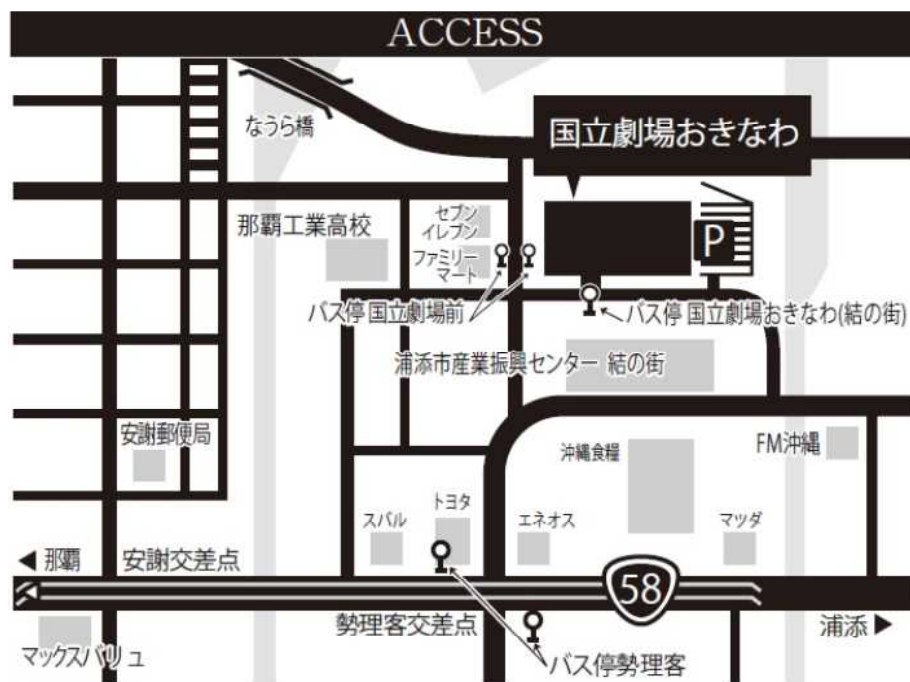 ACCESS
なうら橋
国立劇場おきなわ
那覇工業高校
セブン
イレブン
ファミリー
マート
P
バス停 国立劇場前
バス停 国立劇場おきなわ(結の街)
浦添市産業振興センター 結の街
安謝郵便局
沖縄食糧
FM沖縄
スバル
トヨタ
エネオス
マツダ
◀ 那覇
安謝交差点
58
勢理客交差点
浦添 ▶
マックスバリュ
バス停勢理客